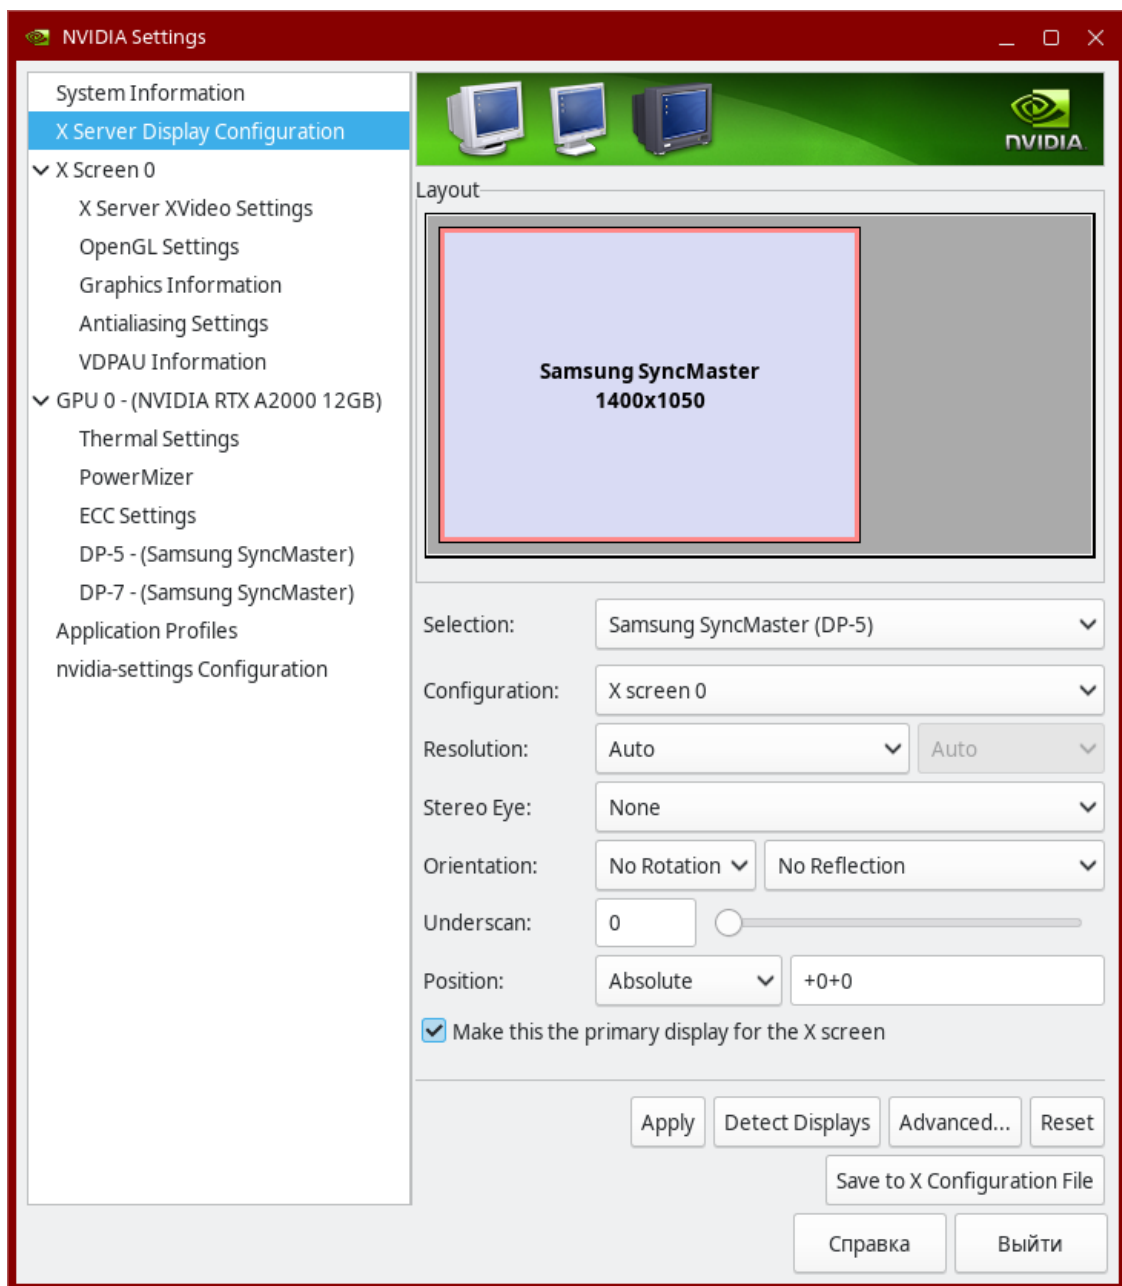 NVIDIA Settings
System Information
X Server Display Configuration
X Screen 0
X Server XVideo Settings
OpenGL Settings
Graphics Information
Antialiasing Settings
VDPAU Information
GPU 0 - (NVIDIA RTX A2000 12GB)
Thermal Settings
PowerMizer
ECC Settings
DP-5 - (Samsung SyncMaster)
DP-7 - (Samsung SyncMaster)
Application Profiles
nvidia-settings Configuration
NVIDIA
Layout
Samsung SyncMaster
1400x1050
Selection: Samsung SyncMaster (DP-5)
Configuration: X screen 0
Resolution: Auto Auto
Stereo Eye: None
Orientation: No Rotation No Reflection
Underscan: 0
Position: Absolute +0+0
Make this the primary display for the X screen
Apply Detect Displays Advanced... Reset
Save to X Configuration File
Справка Выйти